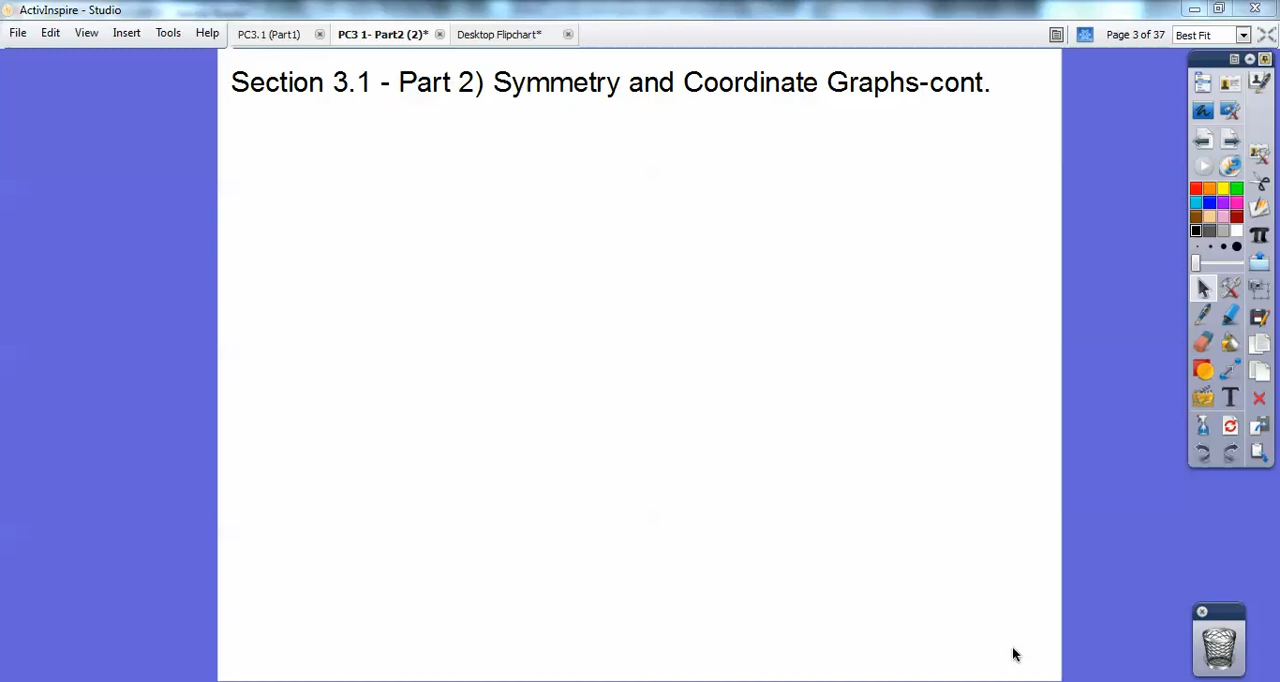 ActivInspire - Studio
File Edit View Insert Tools Help
PC3.1 (Part1) PC3 1- Part2 (2)* Desktop Flipchart*
Page 3 of 37 Best Fit
Section 3.1 - Part 2) Symmetry and Coordinate Graphs-cont.